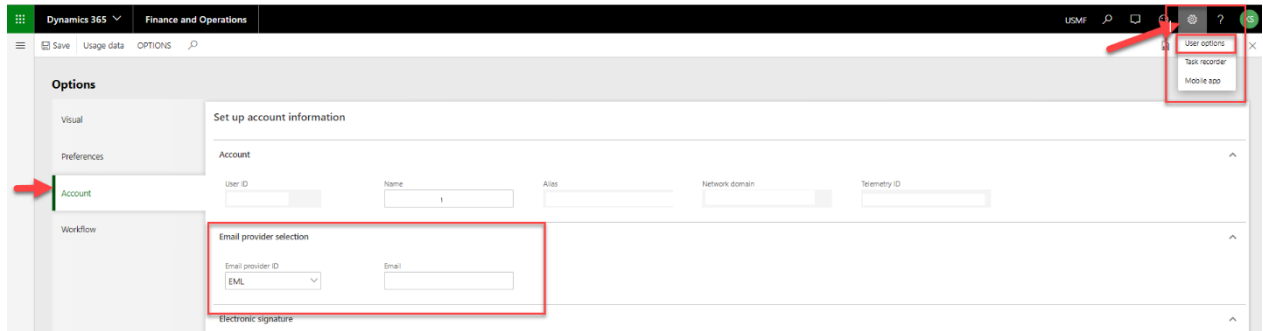 Dynamics 365 Finance and Operations USMF ? KS
Save Usage data OPTIONS
User options
Task recorder
Mobile app
Options
Visual
Preferences
Account
Workflow
Set up account information
Account
User ID Name Alias Network domain Telemetry ID
Email provider selection
Email provider ID Email
EML
Electronic signature